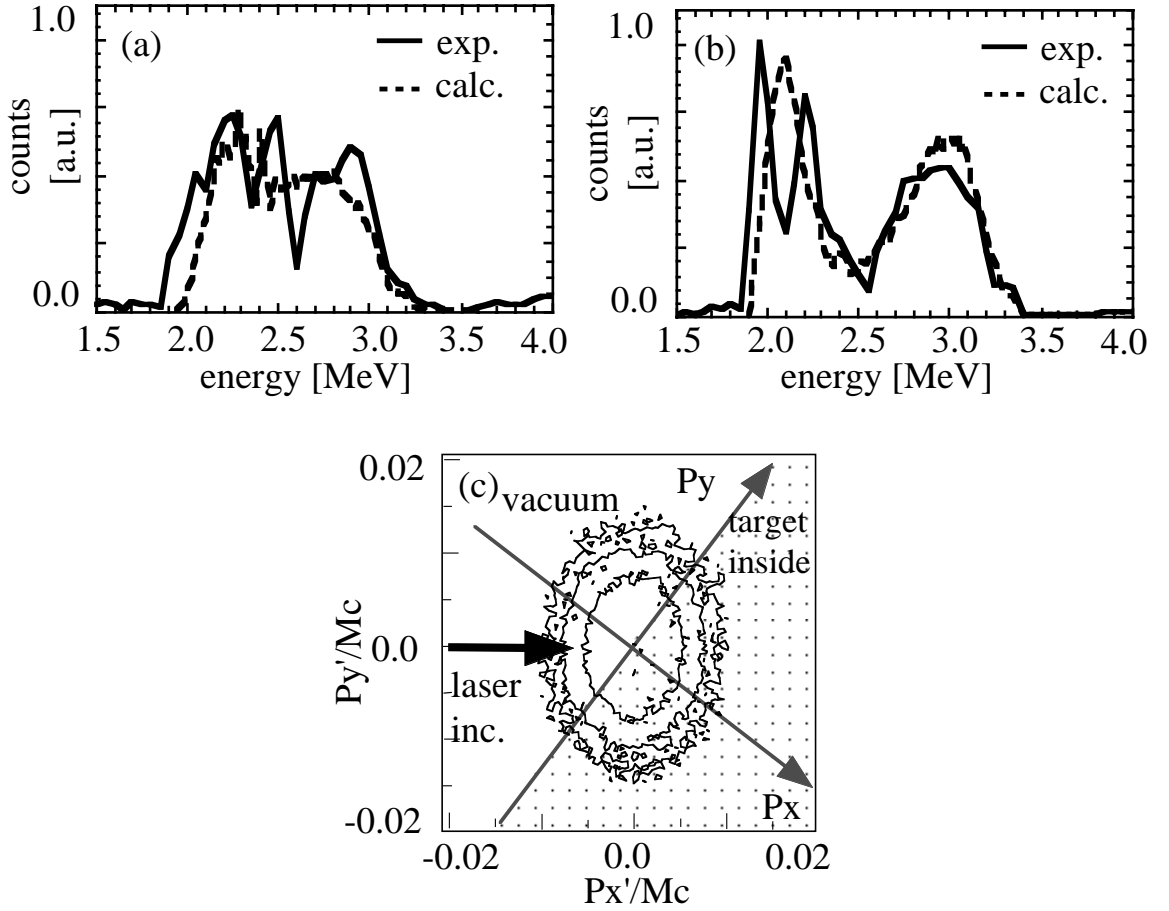 1.0
(a)
exp.
calc.
counts
[a.u.]
0.0
1.5 2.0 2.5 3.0 3.5 4.0
energy [MeV]
1.0
(b)
exp.
calc.
counts
[a.u.]
0.0
1.5 2.0 2.5 3.0 3.5 4.0
energy [MeV]
0.02
(c)
vacuum
Py
target
inside
Py'/Mc
0.0
laser
inc.
Px
-0.02
-0.02 0.0 0.02
Px'/Mc